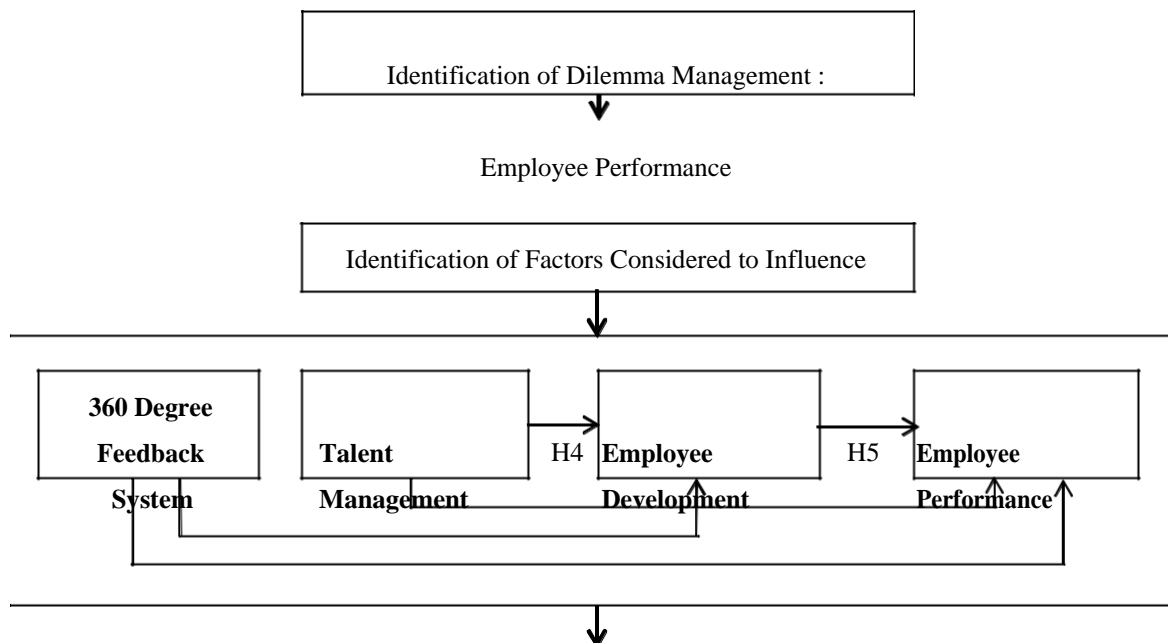 Identification of Dilemma Management :
Employee Performance
Identification of Factors Considered to Influence
360 Degree
Feedback
System
Talent
Management
H4
Employee
Development
H5
Employee
Performance